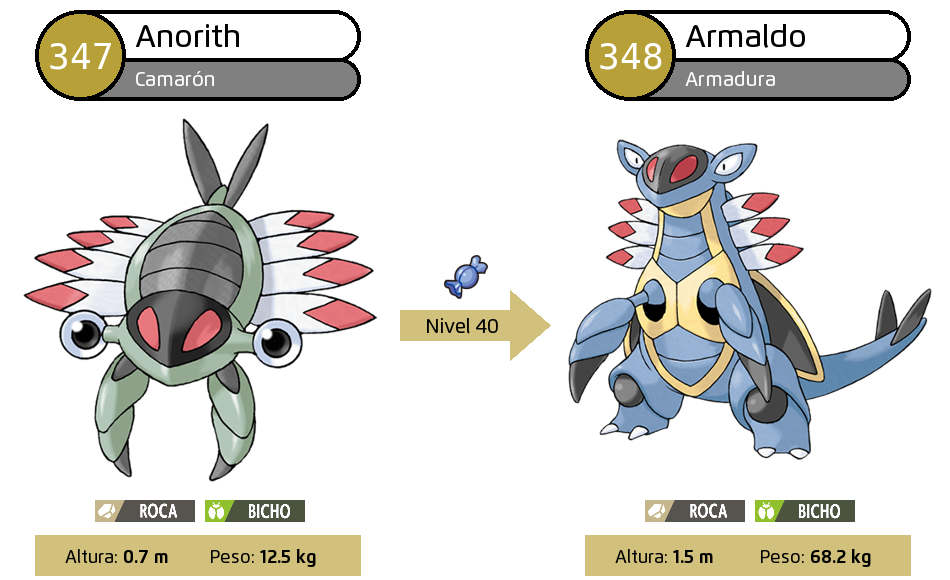 347 Anorith
Camarón
348 Armaldo
Armadura
Nivel 40
ROCA BICHO
Altura: 0.7 m Peso: 12.5 kg
ROCA BICHO
Altura: 1.5 m Peso: 68.2 kg